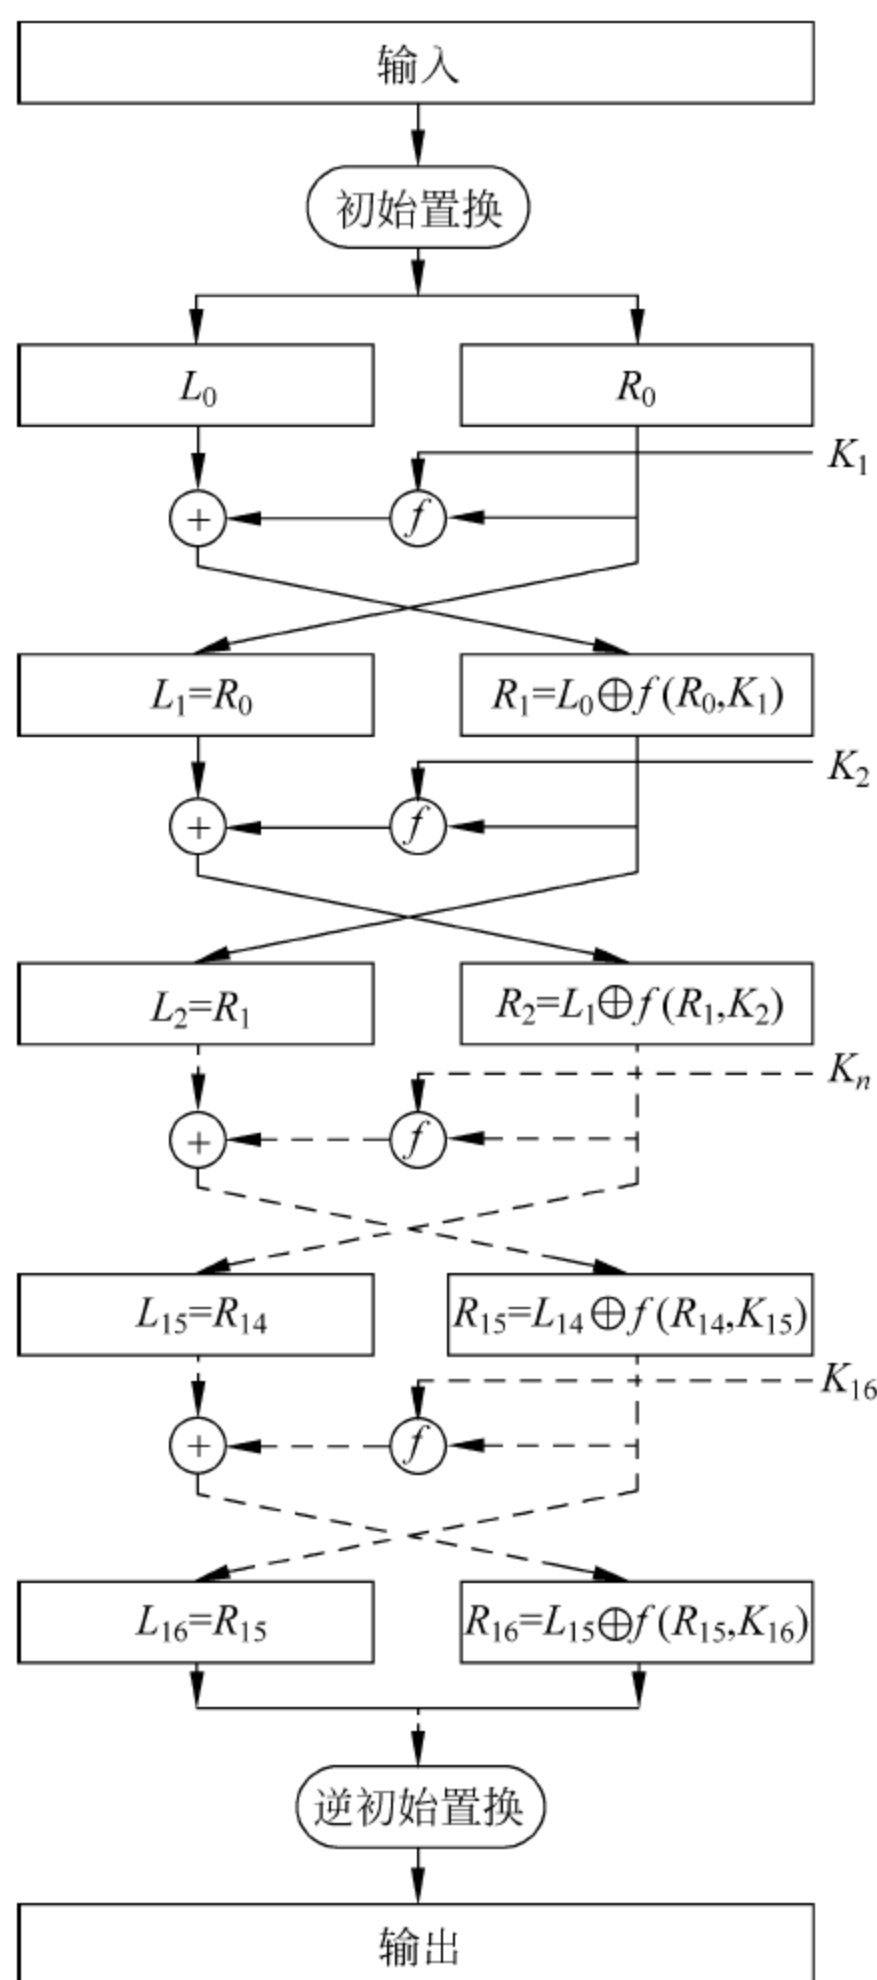 输入
初始置换
L₀
R₀
K₁
+
f
L₁=R₀
R₁=L₀⊕f(R₀,K₁)
K₂
+
f
L₂=R₁
R₂=L₁⊕f(R₁,K₂)
Kₙ
+
f
L₁₅=R₁₄
R₁₅=L₁₄⊕f(R₁₄,K₁₅)
K₁₆
+
f
L₁₆=R₁₅
R₁₆=L₁₅⊕f(R₁₅,K₁₆)
逆初始置换
输出